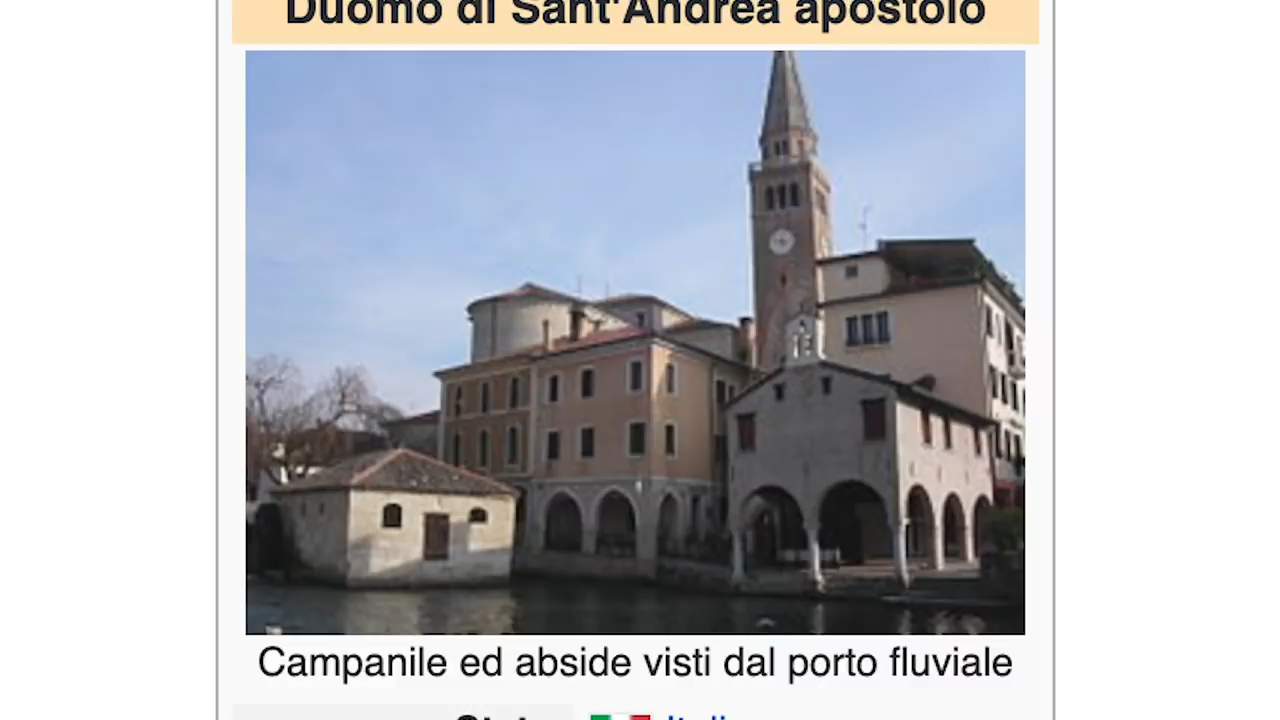 Duomo di Sant'Andrea apostolo
Campanile ed abside visti dal porto fluviale